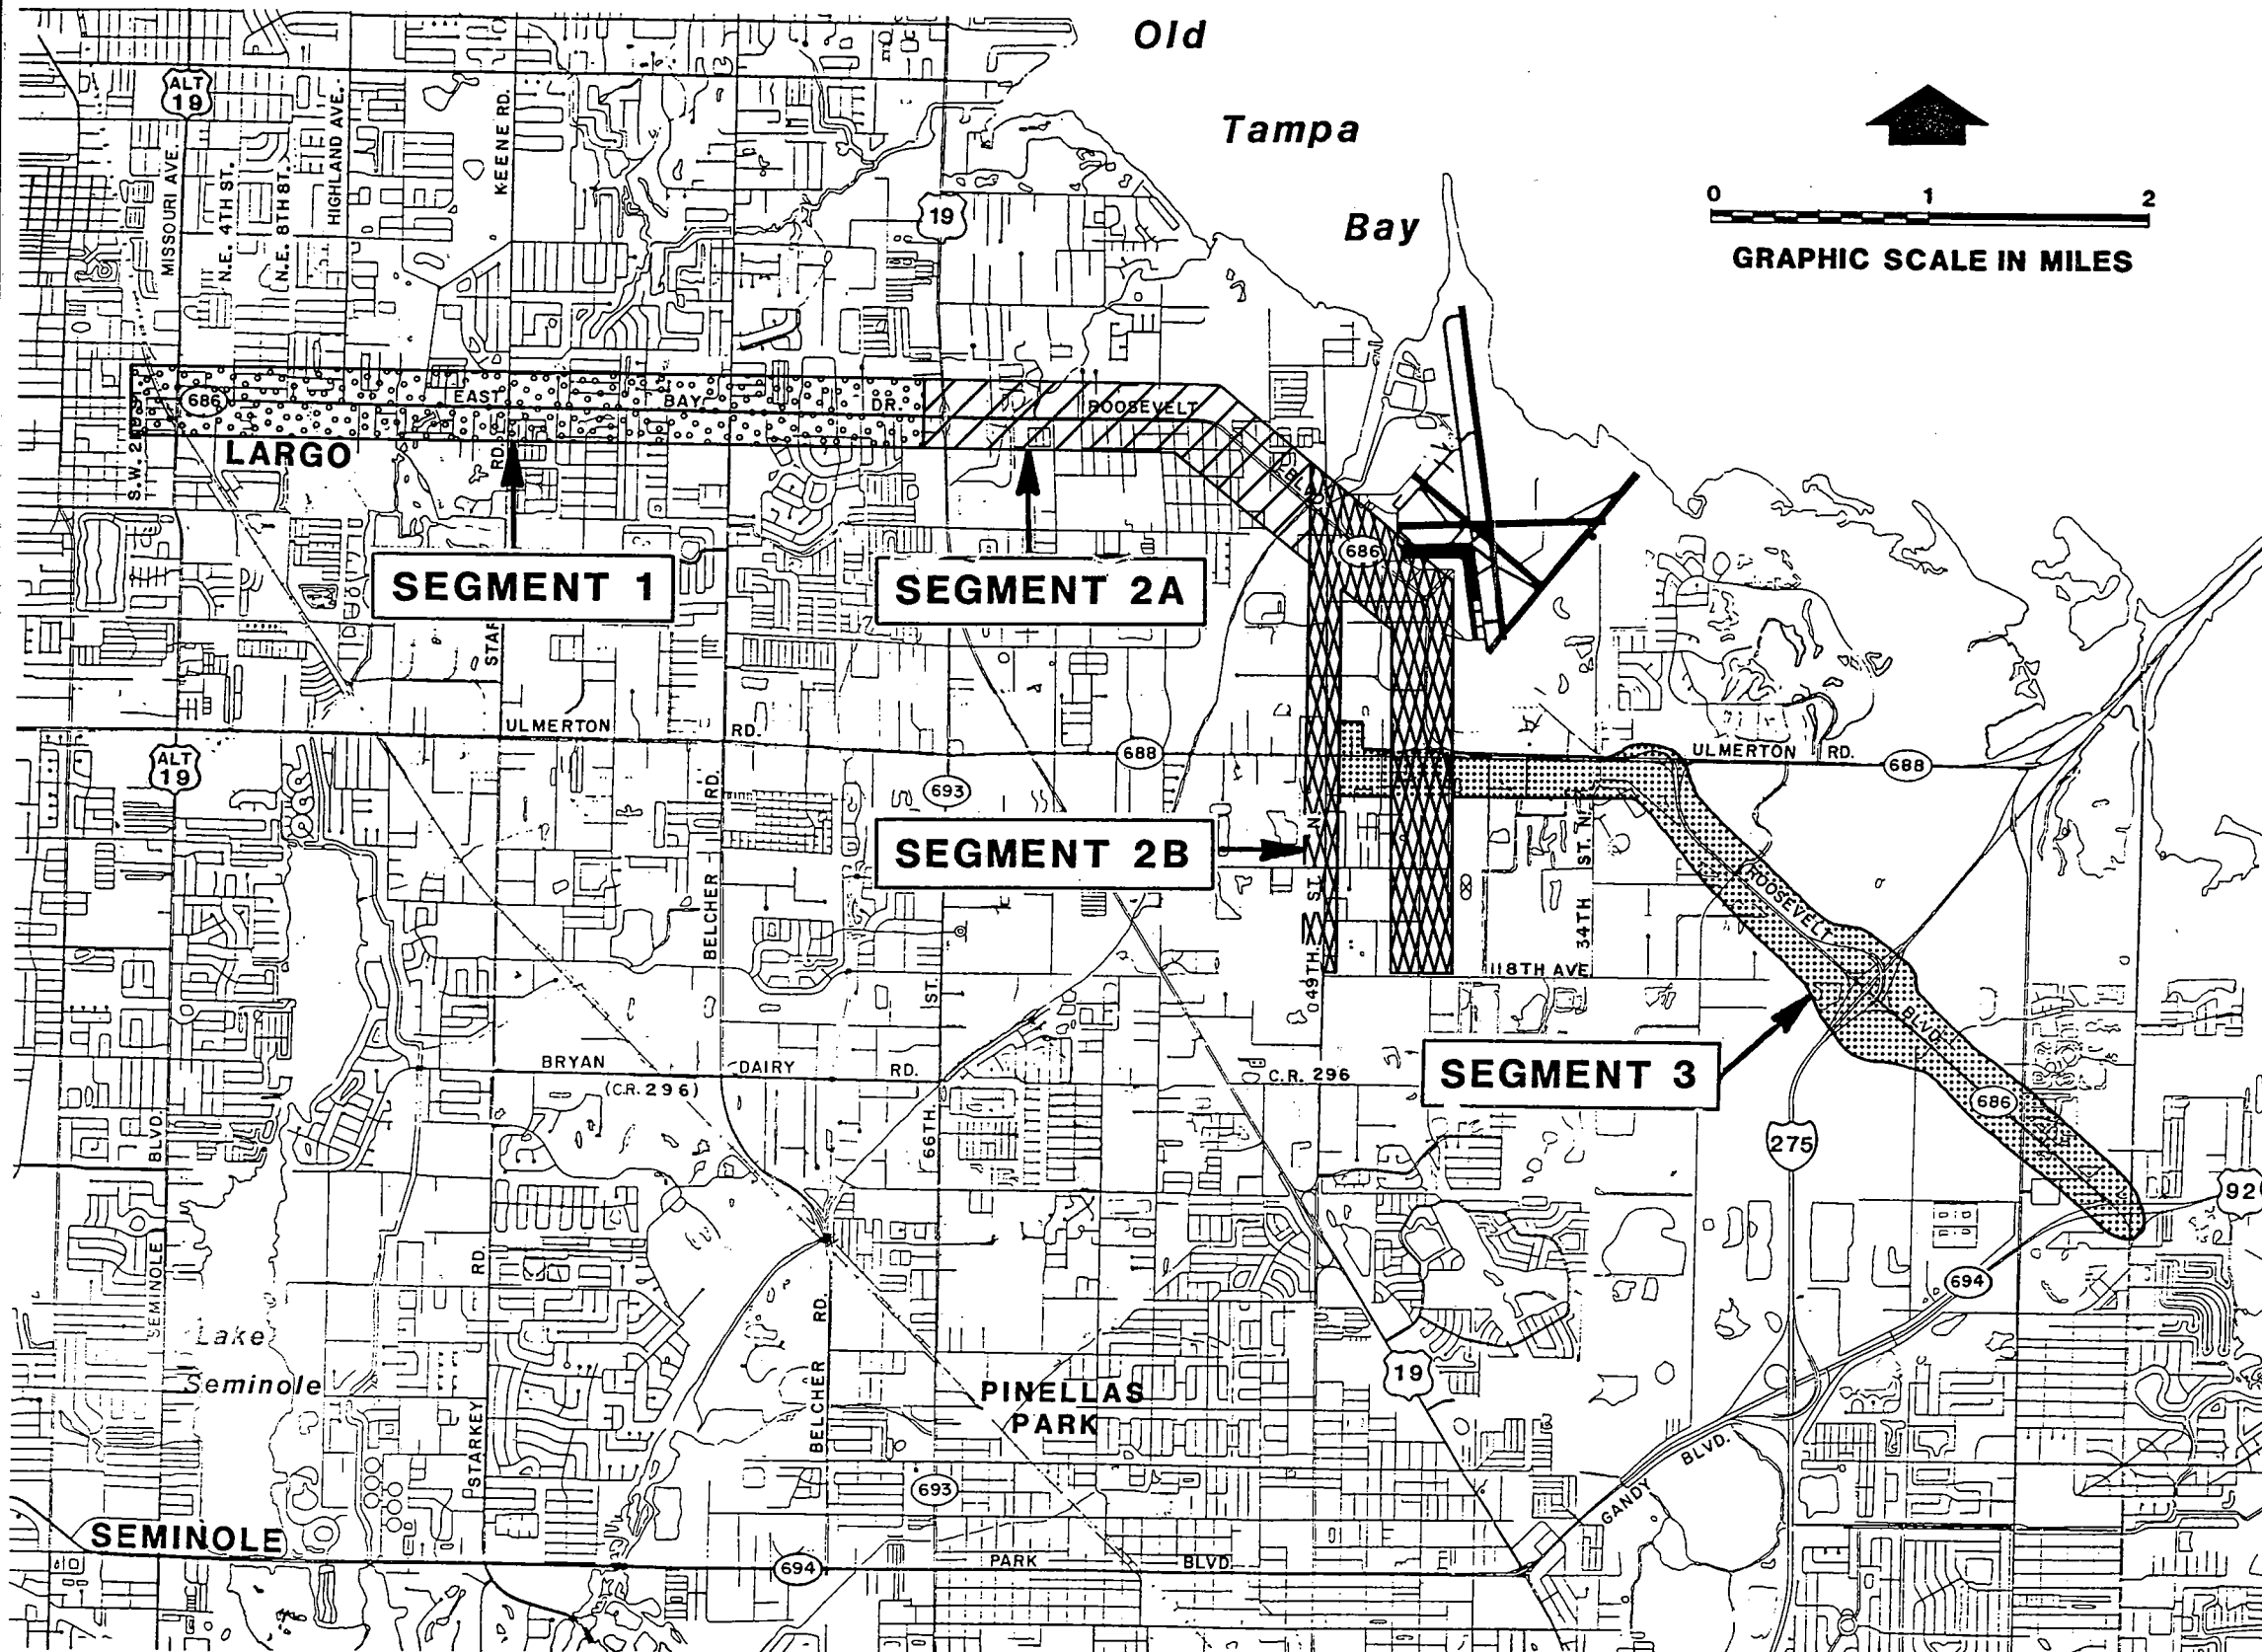 Old
Tampa
Bay
0 1 2
GRAPHIC SCALE IN MILES
ALT
19
MISSOURI AVE.
N.E. 4TH ST.
N.E. 8TH ST.
HIGHLAND AVE.
KEENE RD.
19
686
EAST BAY DR.
ROOSEVELT
BLVD.
LARGO
RD.
686
SEGMENT 1
SEGMENT 2A
ULMERTON RD.
688
ULMERTON RD.
688
ALT
19
693
BELCHER RD.
SEGMENT 2B
49TH ST. N.
34TH ST. N.
118TH AVE.
ROOSEVELT
BLVD.
ST.
BRYAN DAIRY RD.
(C.R. 296)
C.R. 296
SEGMENT 3
686
275
66TH
92
SEMINOLE BLVD.
694
Lake
Seminole
STARKEY RD.
BELCHER RD.
PINELLAS
PARK
19
693
GANDY BLVD.
SEMINOLE
694
PARK BLVD.